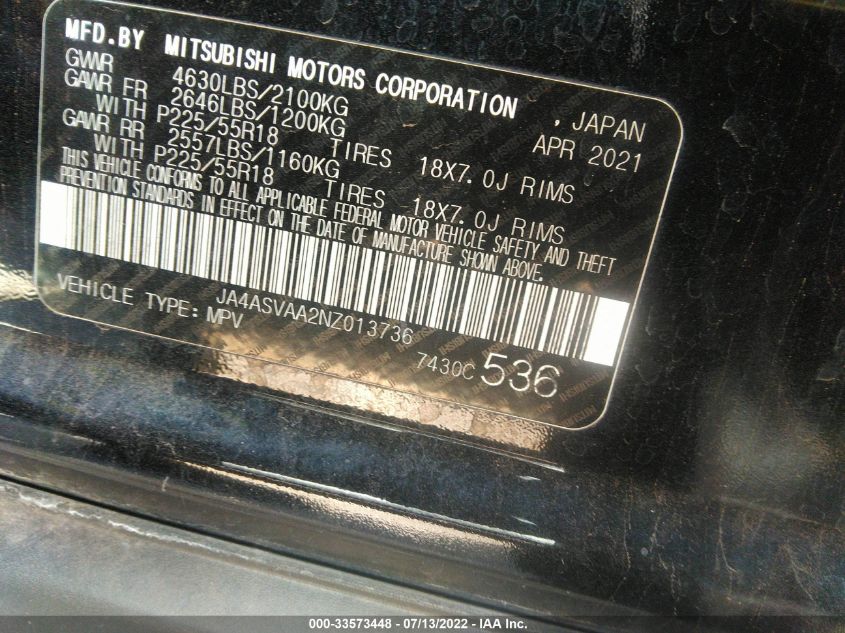 MFD.BY MITSUBISHI MOTORS CORPORATION , JAPAN
GVWR 4630LBS/2100KG APR 2021
GAWR FR 2646LBS/1200KG
WITH P225/55R18 TIRES 18X7.0J RIMS
GAWR RR 2557LBS/1160KG
WITH P225/55R18 TIRES 18X7.0J RIMS
THIS VEHICLE CONFORMS TO ALL APPLICABLE FEDERAL MOTOR VEHICLE SAFETY AND THEFT
PREVENTION STANDARDS IN EFFECT ON THE DATE OF MANUFACTURE SHOWN ABOVE.
JA4ASVAA2NZ013736
VEHICLE TYPE: MPV
7430C 536
000-33573448 - 07/13/2022 - IAA Inc.